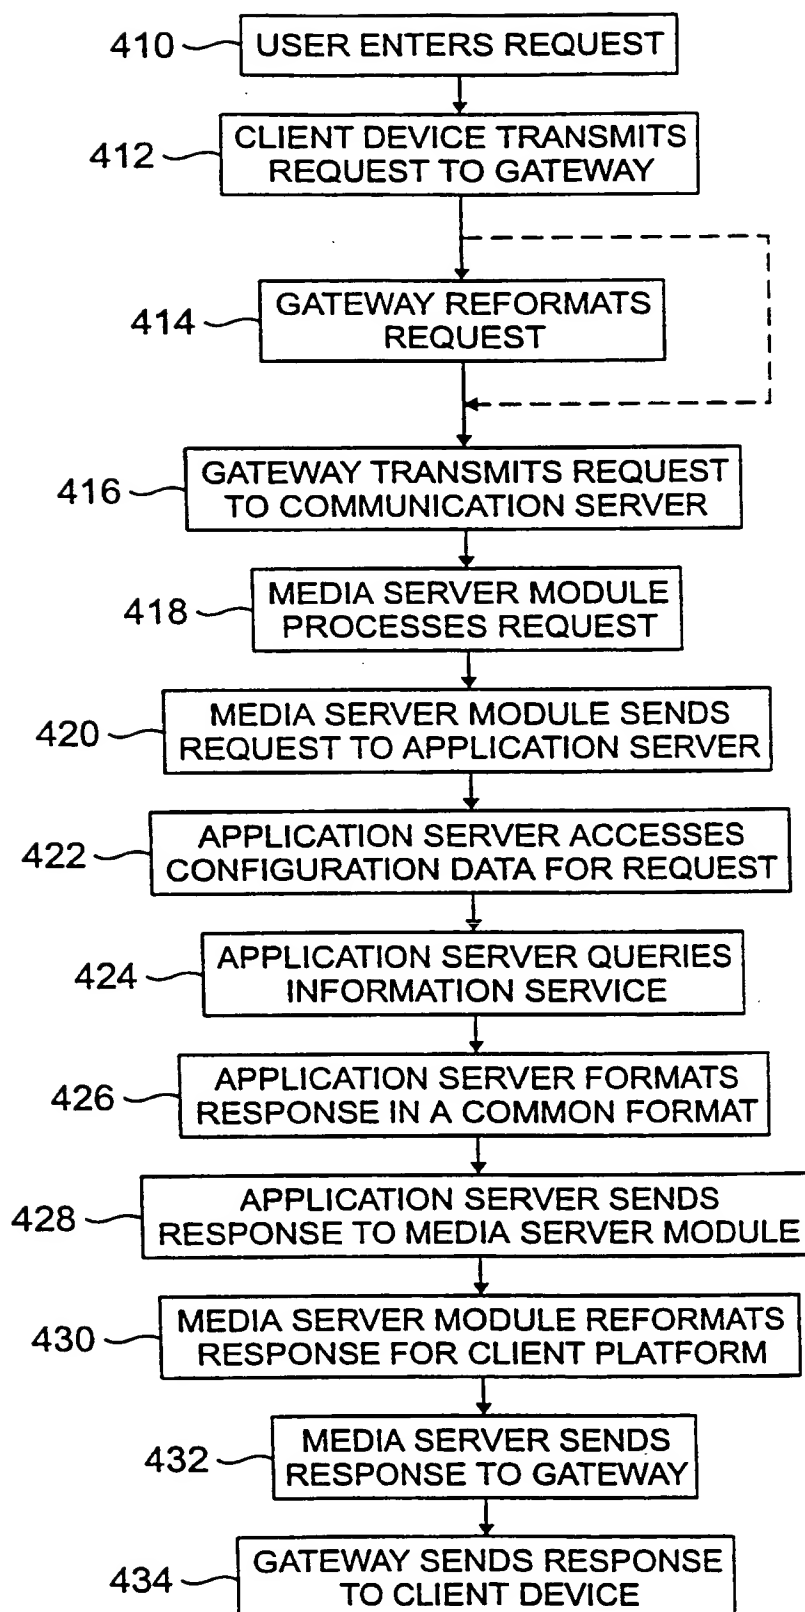 410
USER ENTERS REQUEST
412
CLIENT DEVICE TRANSMITS
REQUEST TO GATEWAY
414
GATEWAY REFORMATS
REQUEST
416
GATEWAY TRANSMITS REQUEST
TO COMMUNICATION SERVER
418
MEDIA SERVER MODULE
PROCESSES REQUEST
420
MEDIA SERVER MODULE SENDS
REQUEST TO APPLICATION SERVER
422
APPLICATION SERVER ACCESSES
CONFIGURATION DATA FOR REQUEST
424
APPLICATION SERVER QUERIES
INFORMATION SERVICE
426
APPLICATION SERVER FORMATS
RESPONSE IN A COMMON FORMAT
428
APPLICATION SERVER SENDS
RESPONSE TO MEDIA SERVER MODULE
430
MEDIA SERVER MODULE REFORMATS
RESPONSE FOR CLIENT PLATFORM
432
MEDIA SERVER SENDS
RESPONSE TO GATEWAY
434
GATEWAY SENDS RESPONSE
TO CLIENT DEVICE